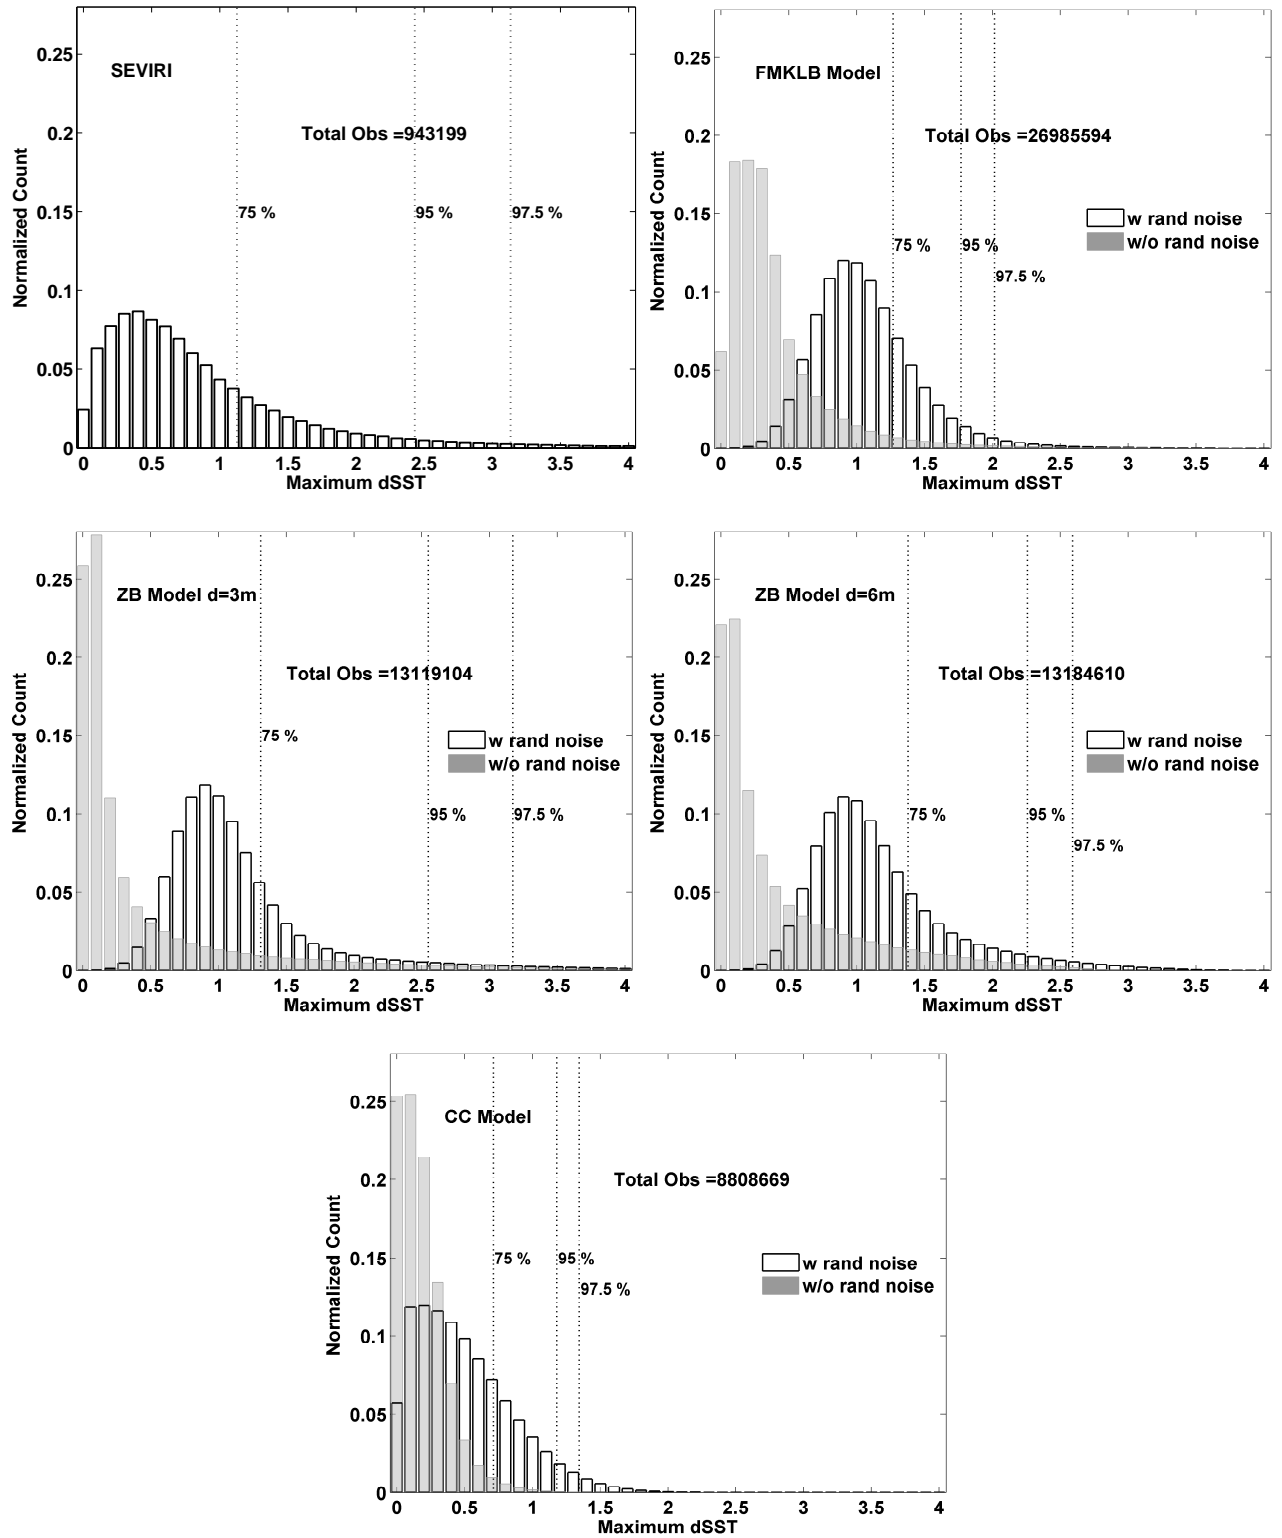 SEVIRI
Total Obs =943199
75 %
95 %
97.5 %
0.25
0.2
0.15
0.1
0.05
0
Normalized Count
0 0.5 1 1.5 2 2.5 3 3.5 4
Maximum dSST
FMKLB Model
Total Obs =26985594
w rand noise
w/o rand noise
75 %
95 %
97.5 %
0.25
0.2
0.15
0.1
0.05
0
Normalized Count
0 0.5 1 1.5 2 2.5 3 3.5 4
Maximum dSST
ZB Model d=3m
Total Obs =13119104
75 %
w rand noise
w/o rand noise
95 %
97.5 %
0.25
0.2
0.15
0.1
0.05
0
Normalized Count
0 0.5 1 1.5 2 2.5 3 3.5 4
Maximum dSST
ZB Model d=6m
Total Obs =13184610
w rand noise
w/o rand noise
75 %
95 %
97.5 %
0.25
0.2
0.15
0.1
0.05
0
Normalized Count
0 0.5 1 1.5 2 2.5 3 3.5 4
Maximum dSST
CC Model
Total Obs =8808669
75 %
95 %
w rand noise
w/o rand noise
97.5 %
0.25
0.2
0.15
0.1
0.05
0
Normalized Count
0 0.5 1 1.5 2 2.5 3 3.5 4
Maximum dSST